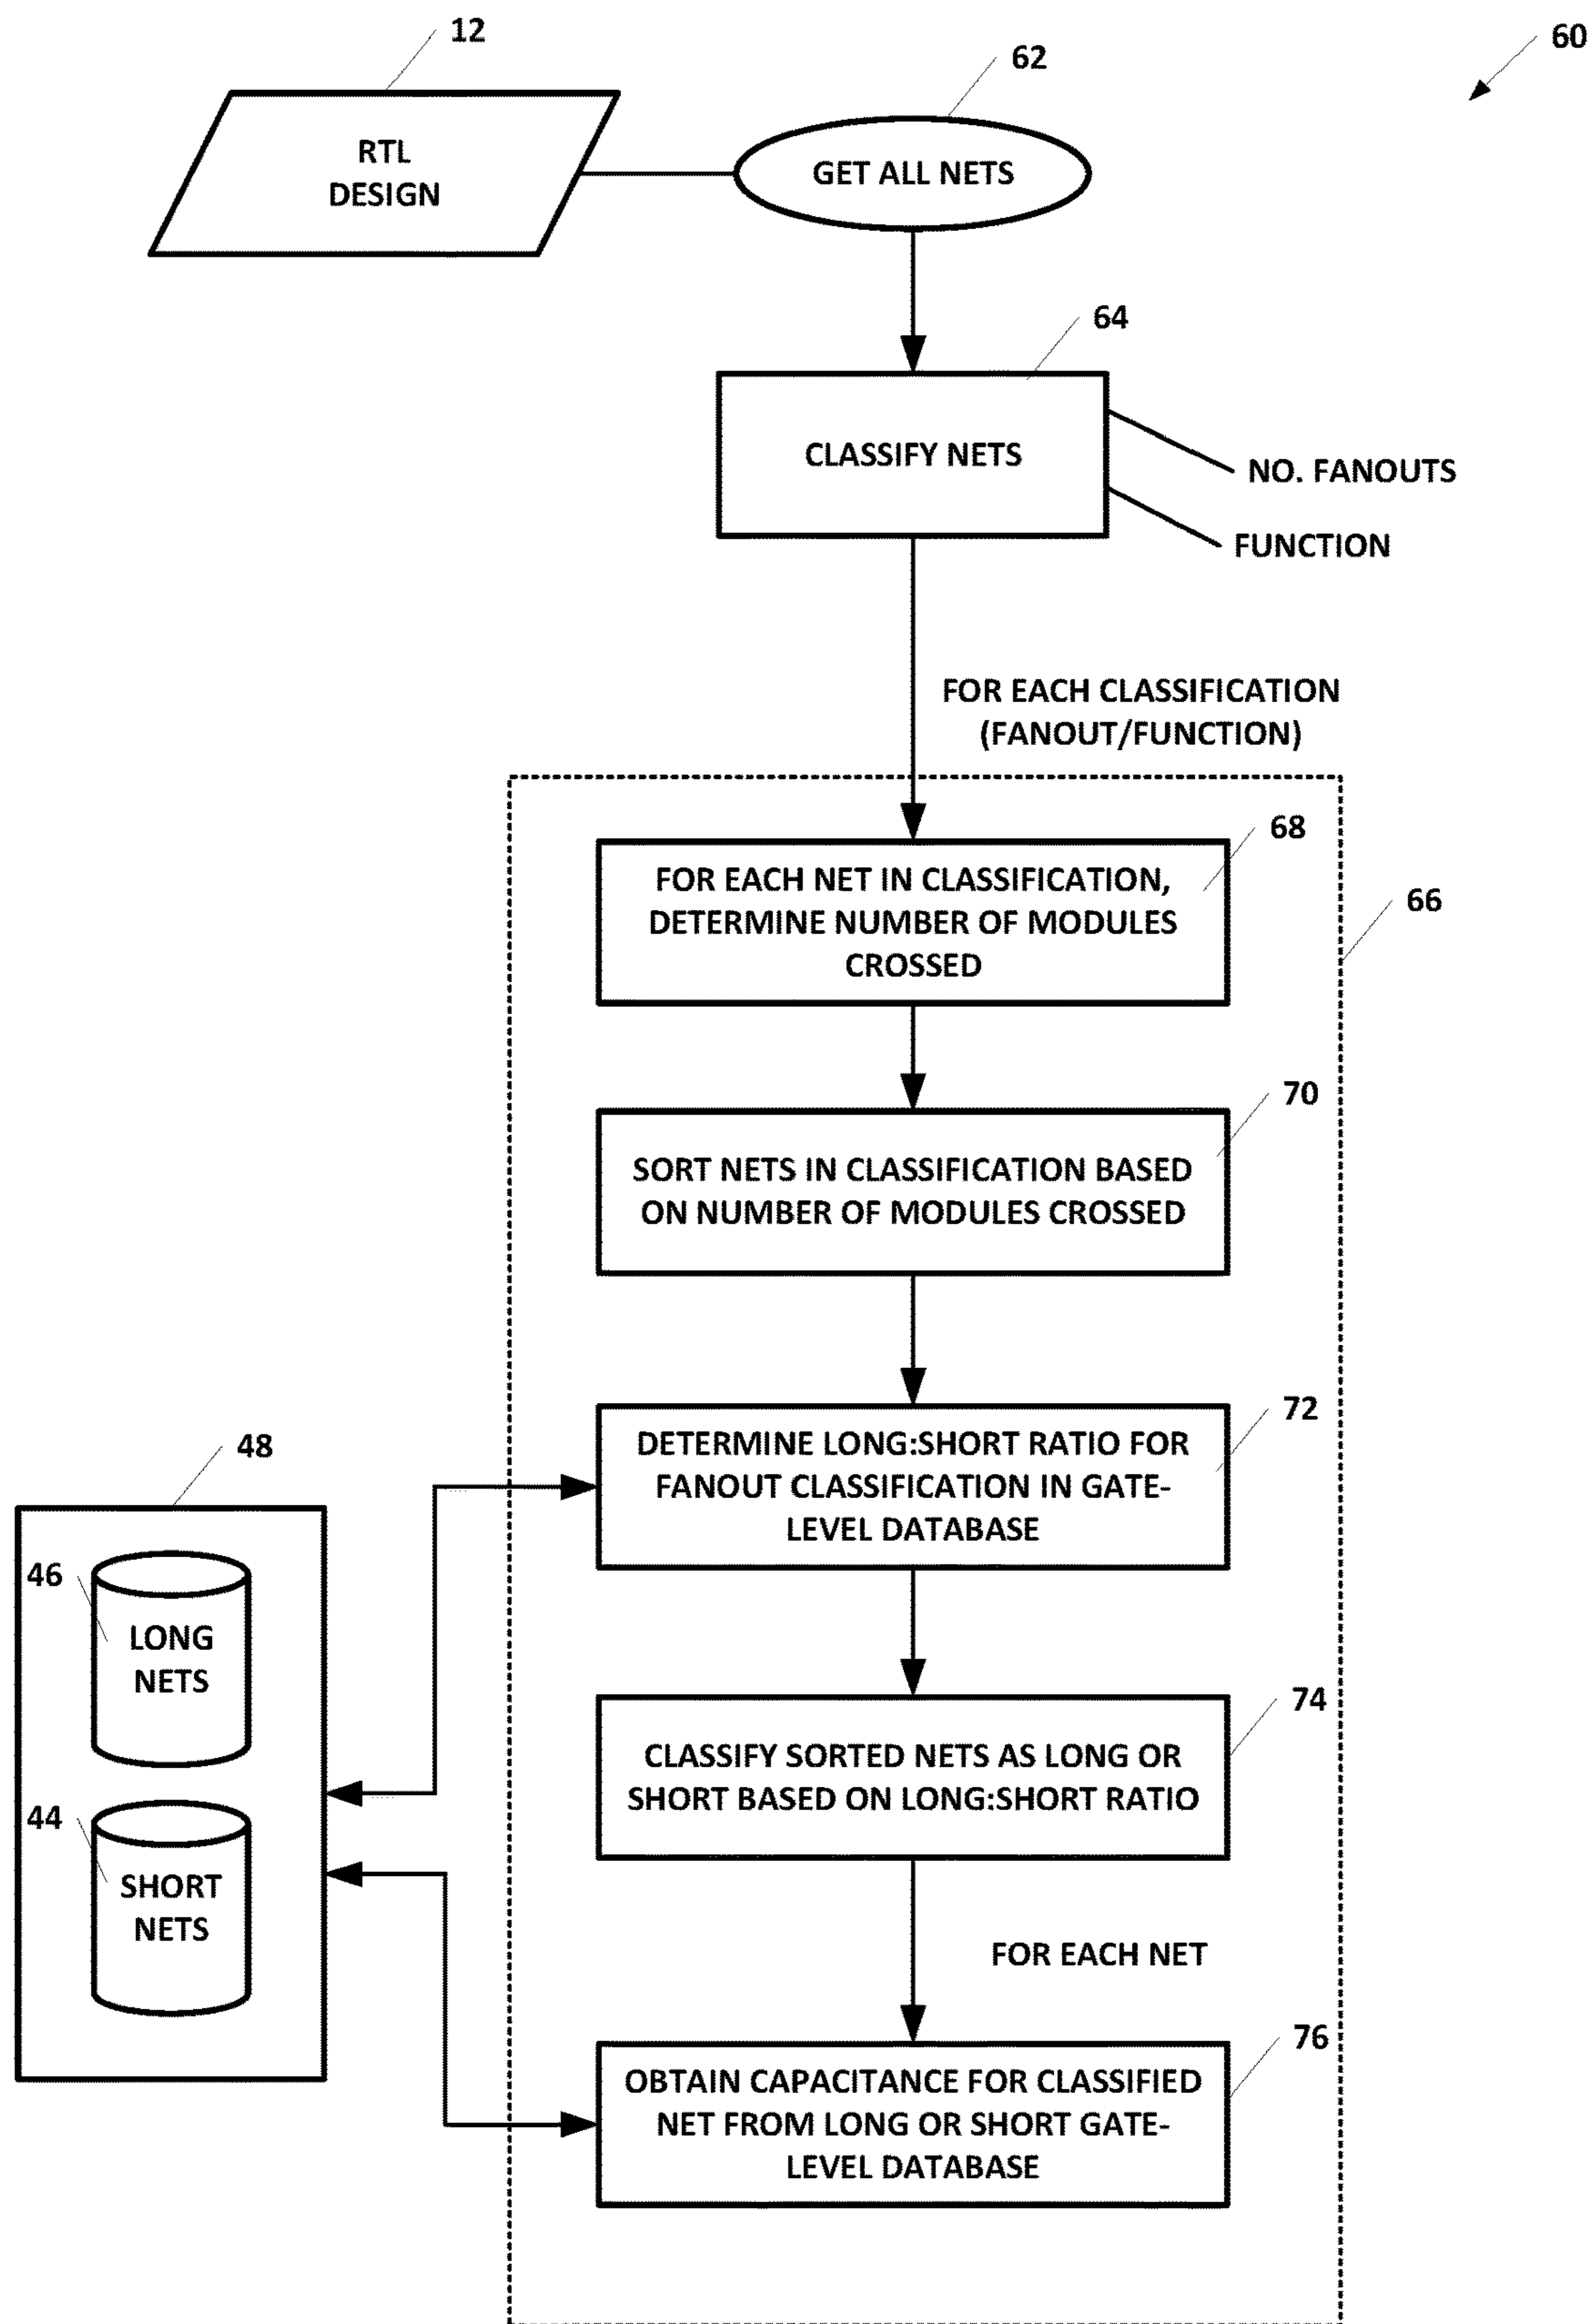 12
62
60
RTL
DESIGN
GET ALL NETS
64
CLASSIFY NETS
NO. FANOUTS
FUNCTION
FOR EACH CLASSIFICATION
(FANOUT/FUNCTION)
68
FOR EACH NET IN CLASSIFICATION,
DETERMINE NUMBER OF MODULES
CROSSED
66
70
SORT NETS IN CLASSIFICATION BASED
ON NUMBER OF MODULES CROSSED
72
DETERMINE LONG:SHORT RATIO FOR
FANOUT CLASSIFICATION IN GATE-
LEVEL DATABASE
48
46
LONG
NETS
44
SHORT
NETS
74
CLASSIFY SORTED NETS AS LONG OR
SHORT BASED ON LONG:SHORT RATIO
FOR EACH NET
76
OBTAIN CAPACITANCE FOR CLASSIFIED
NET FROM LONG OR SHORT GATE-
LEVEL DATABASE